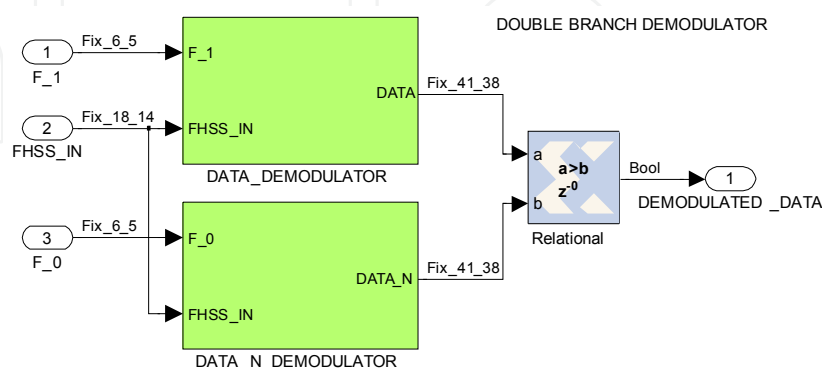 DOUBLE BRANCH DEMODULATOR
1
Fix_6_5
F_1
F_1
DATA
Fix_41_38
2
Fix_18_14
FHSS_IN
FHSS_IN
DATA_DEMODULATOR
a
a>b
z-0
b
Relational
Bool
1
DEMODULATED _DATA
3
Fix_6_5
F_0
F_0
DATA_N
Fix_41_38
FHSS_IN
DATA_N_DEMODULATOR